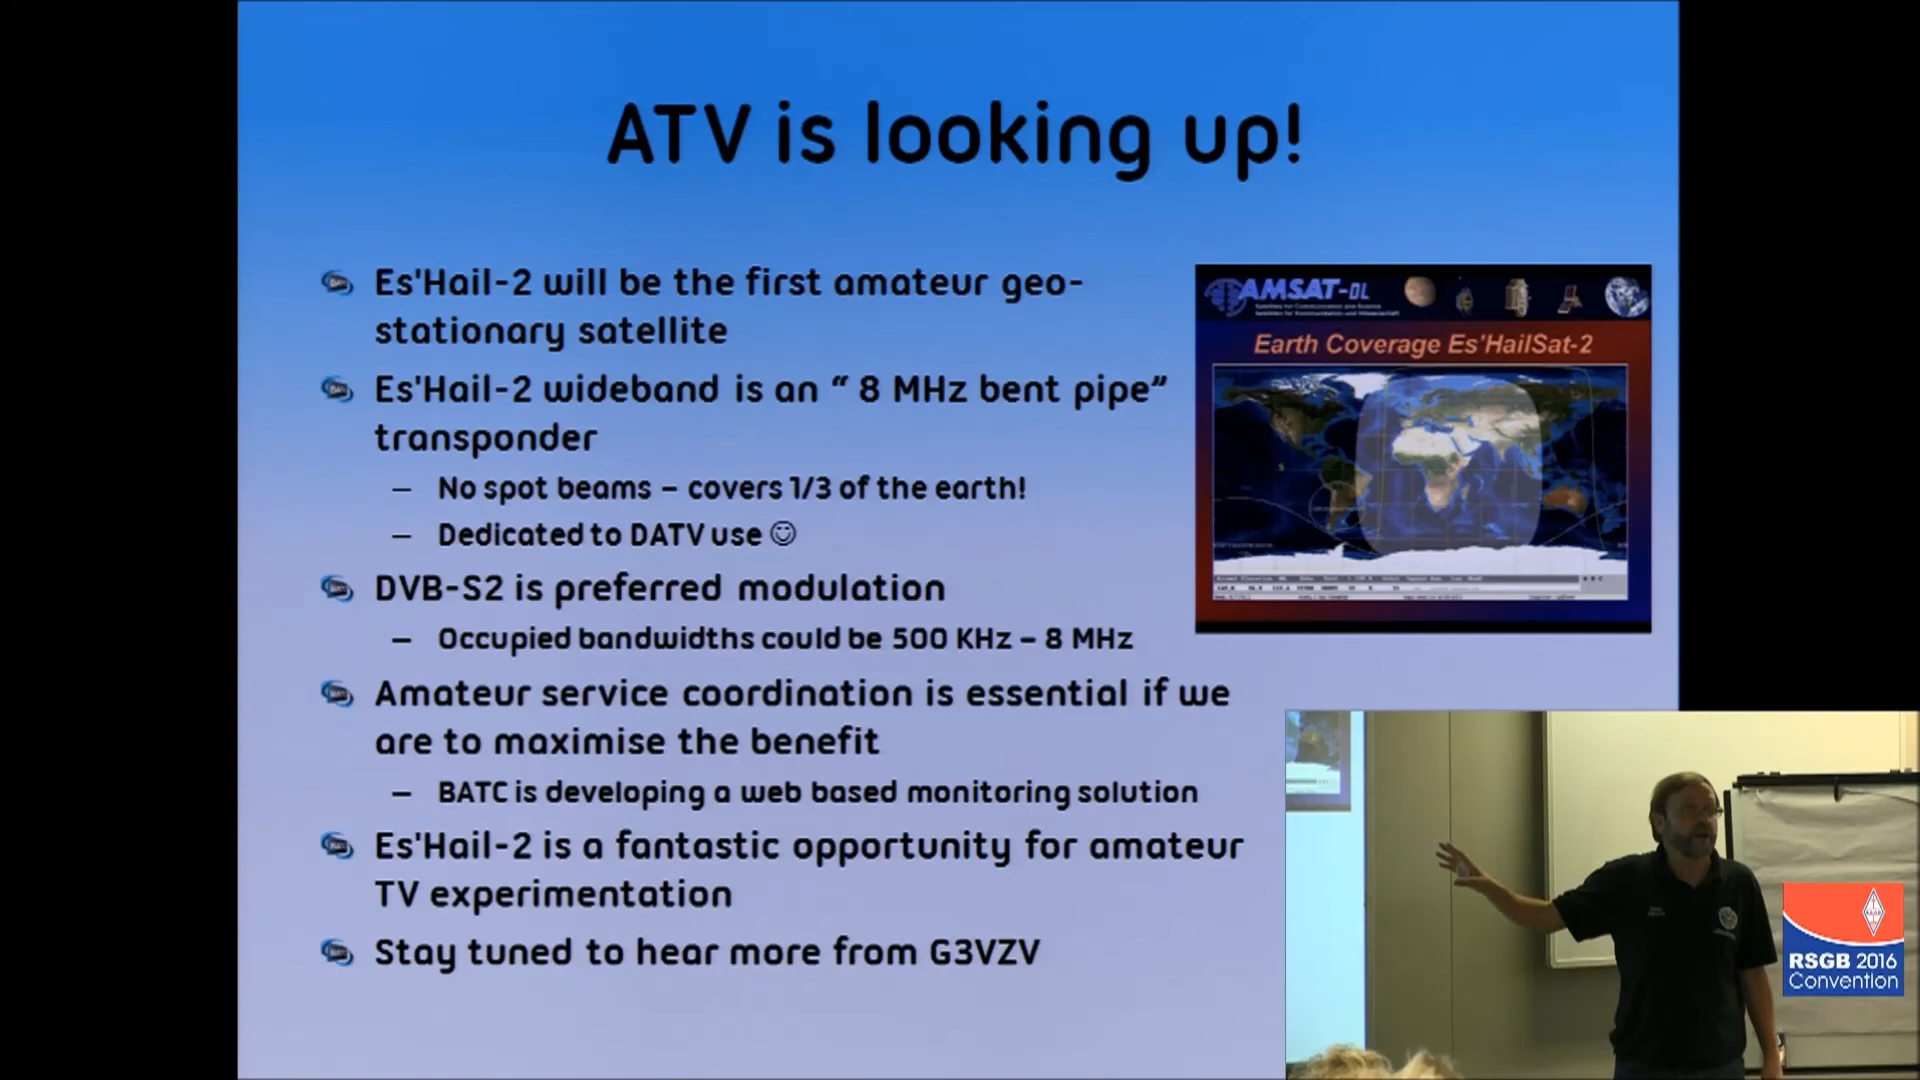 ATV is looking up!
Es'Hail-2 will be the first amateur geo-
stationary satellite
Es'Hail-2 wideband is an “ 8 MHz bent pipe”
transponder
– No spot beams – covers 1/3 of the earth!
– Dedicated to DATV use ☺
DVB-S2 is preferred modulation
– Occupied bandwidths could be 500 KHz – 8 MHz
Amateur service coordination is essential if we
are to maximise the benefit
– BATC is developing a web based monitoring solution
Es'Hail-2 is a fantastic opportunity for amateur
TV experimentation
Stay tuned to hear more from G3VZV
AMSAT-DL
Earth Coverage Es'HailSat-2
RSGB 2016
Convention